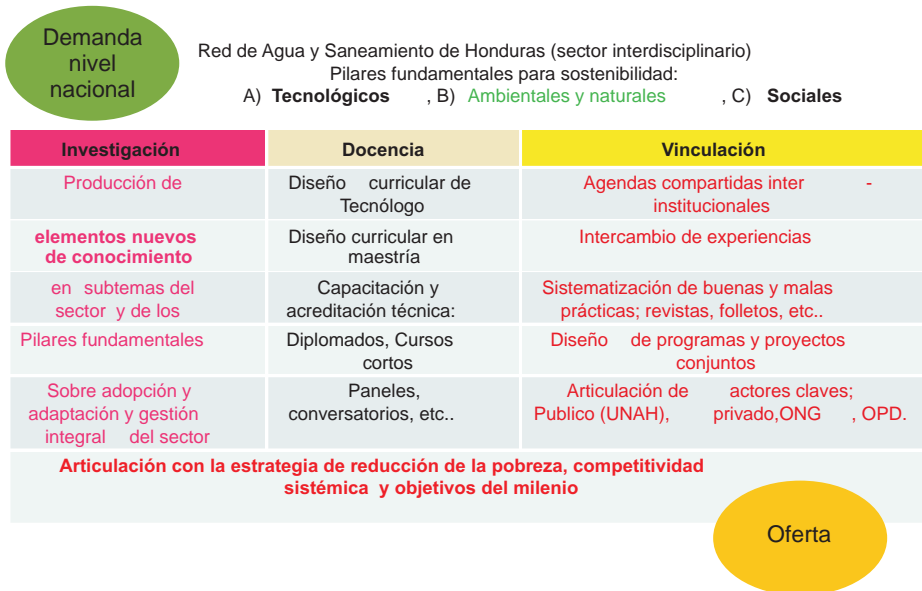 Demanda
nivel
nacional
Red de Agua y Saneamiento de Honduras (sector interdisciplinario)
Pilares fundamentales para sostenibilidad:
A) Tecnológicos , B) Ambientales y naturales , C) Sociales
Investigación
Docencia
Vinculación
Producción de
Diseño curricular de
Tecnólogo
Agendas compartidas inter -
institucionales
elementos nuevos
de conocimiento
Diseño curricular en
maestría
Intercambio de experiencias
en subtemas del
sector y de los
Capacitación y
acreditación técnica:
Sistematización de buenas y malas
prácticas; revistas, folletos, etc..
Pilares fundamentales
Diplomados, Cursos
cortos
Diseño de programas y proyectos
conjuntos
Sobre adopción y
adaptación y gestión
integral del sector
Paneles,
conversatorios, etc..
Articulación de actores claves;
Publico (UNAH), privado,ONG , OPD.
Articulación con la estrategia de reducción de la pobreza, competitividad
sistémica y objetivos del milenio
Oferta